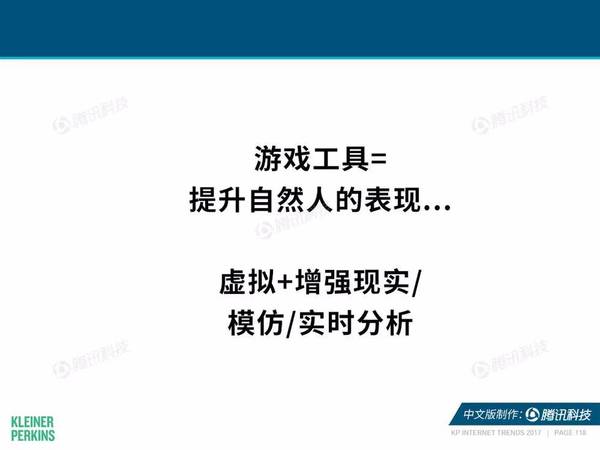 腾讯科技
腾讯科技
游戏工具=
提升自然人的表现...
腾讯科技
虚拟+增强现实/
模仿/实时分析
腾讯科技
腾讯科技
中文版制作: 腾讯科技
KLEINER
PERKINS
KP INTERNET TRENDS 2017 | PAGE 118